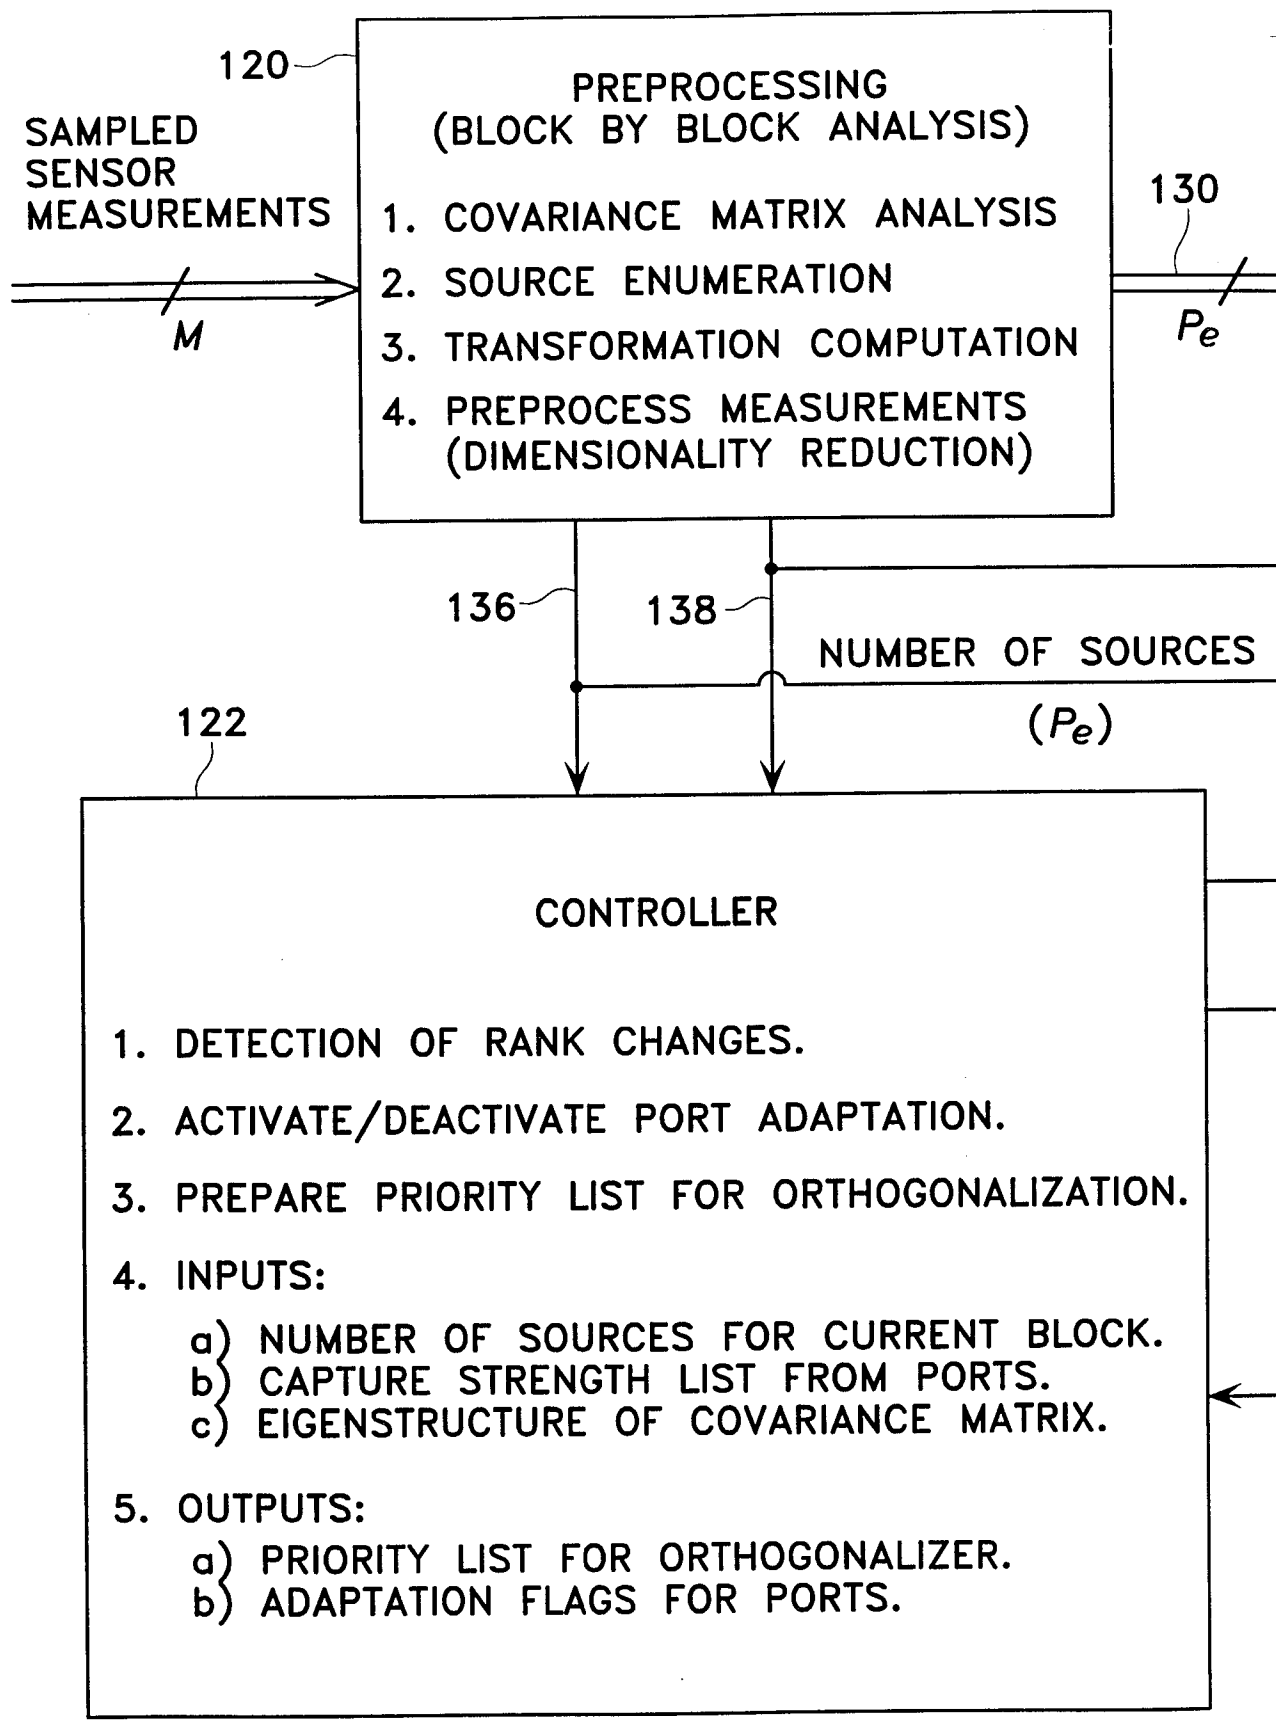 120
PREPROCESSING
(BLOCK BY BLOCK ANALYSIS)
SAMPLED
SENSOR
MEASUREMENTS
M
1. COVARIANCE MATRIX ANALYSIS
2. SOURCE ENUMERATION
3. TRANSFORMATION COMPUTATION
4. PREPROCESS MEASUREMENTS
(DIMENSIONALITY REDUCTION)
130
Pe
136
138
NUMBER OF SOURCES
(Pe)
122
CONTROLLER
1. DETECTION OF RANK CHANGES.
2. ACTIVATE/DEACTIVATE PORT ADAPTATION.
3. PREPARE PRIORITY LIST FOR ORTHOGONALIZATION.
4. INPUTS:
a) NUMBER OF SOURCES FOR CURRENT BLOCK.
b) CAPTURE STRENGTH LIST FROM PORTS.
c) EIGENSTRUCTURE OF COVARIANCE MATRIX.
5. OUTPUTS:
a) PRIORITY LIST FOR ORTHOGONALIZER.
b) ADAPTATION FLAGS FOR PORTS.